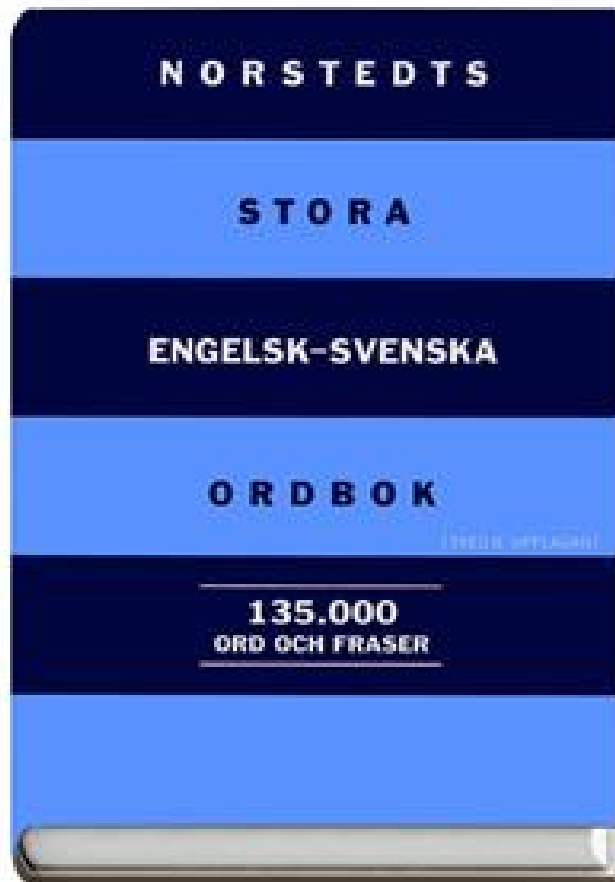 NORSTEDTS
STORA
ENGELSK-SVENSKA
ORDBOK
135.000
ORD OCH FRASER